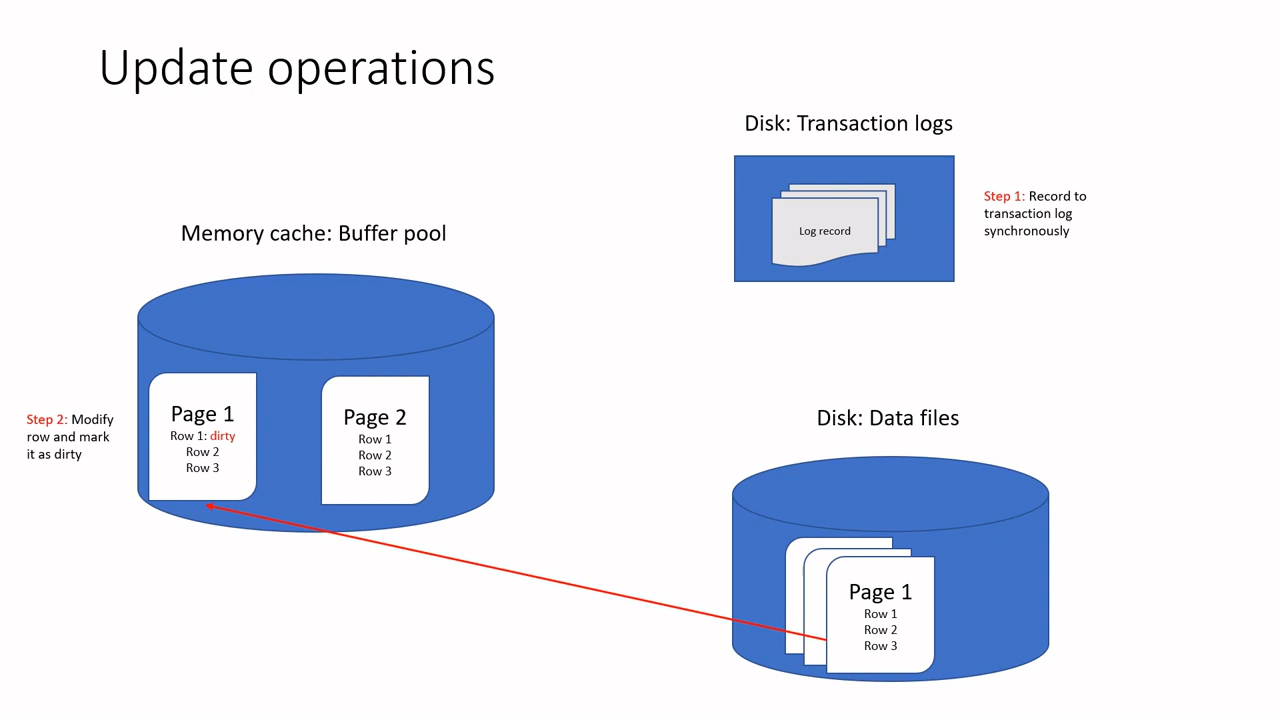 Update operations
Disk: Transaction logs
Log record
Step 1: Record to
transaction log
synchronously
Memory cache: Buffer pool
Step 2: Modify
row and mark
it as dirty
Page 1
Row 1: dirty
Row 2
Row 3
Page 2
Row 1
Row 2
Row 3
Disk: Data files
Page 1
Row 1
Row 2
Row 3